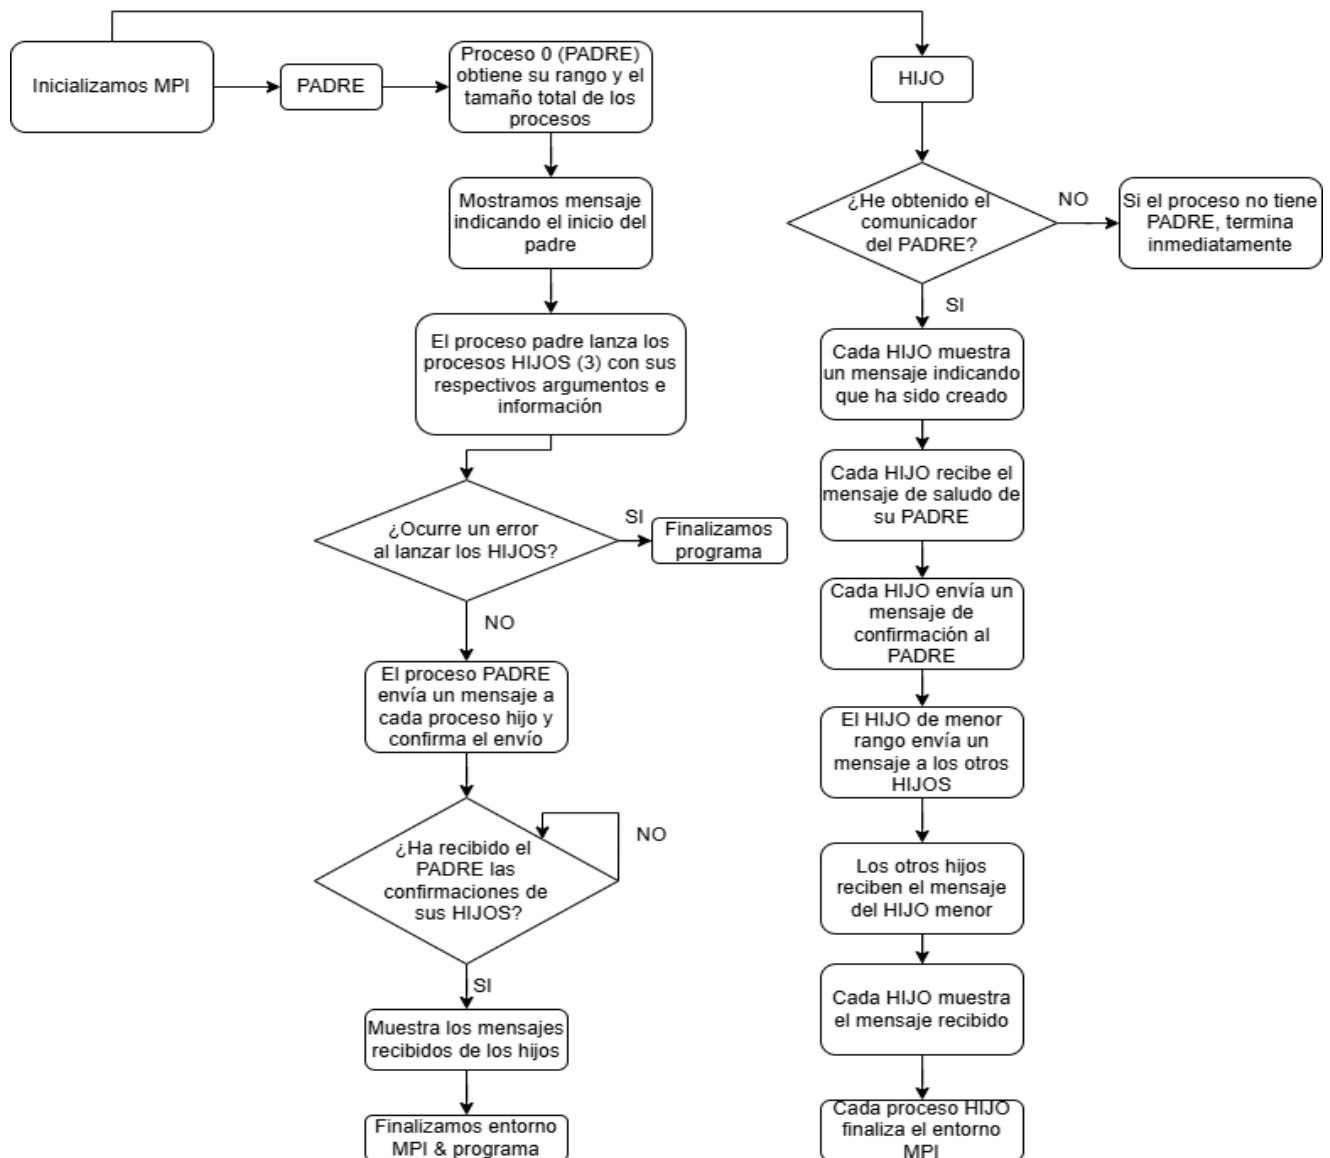 Inicializamos MPI
PADRE
Proceso 0 (PADRE)
obtiene su rango y el
tamaño total de los
procesos
Mostramos mensaje
indicando el inicio del
padre
El proceso padre lanza los
procesos HIJOS (3) con sus
respectivos argumentos e
información
¿Ocurre un error
al lanzar los HIJOS?
SI
Finalizamos
programa
NO
El proceso PADRE
envía un mensaje a
cada proceso hijo y
confirma el envío
¿Ha recibido el
PADRE las
confirmaciones de
sus HIJOS?
NO
SI
Muestra los mensajes
recibidos de los hijos
Finalizamos entorno
MPI & programa
HIJO
¿He obtenido el
comunicador
del PADRE?
NO
Si el proceso no tiene
PADRE, termina
inmediatamente
SI
Cada HIJO muestra
un mensaje indicando
que ha sido creado
Cada HIJO recibe el
mensaje de saludo de
su PADRE
Cada HIJO envía un
mensaje de
confirmación al
PADRE
El HIJO de menor
rango envía un
mensaje a los otros
HIJOS
Los otros hijos
reciben el mensaje
del HIJO menor
Cada HIJO muestra
el mensaje recibido
Cada proceso HIJO
finaliza el entorno
MPI